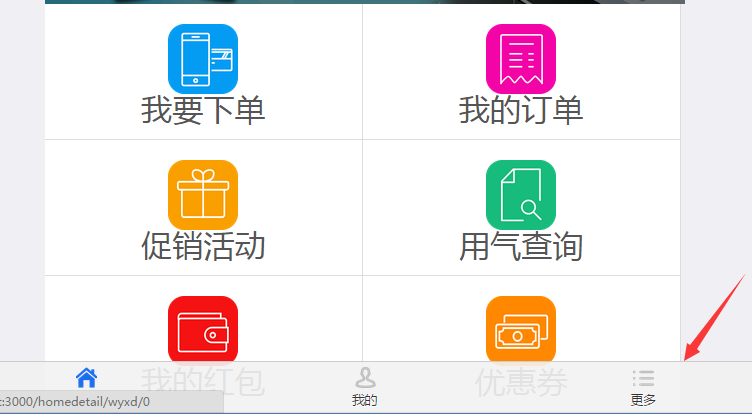 我要下单
我的订单
促销活动
用气查询
我的红包
优惠券
我的
更多
:3000/homedetail/wyxd/0